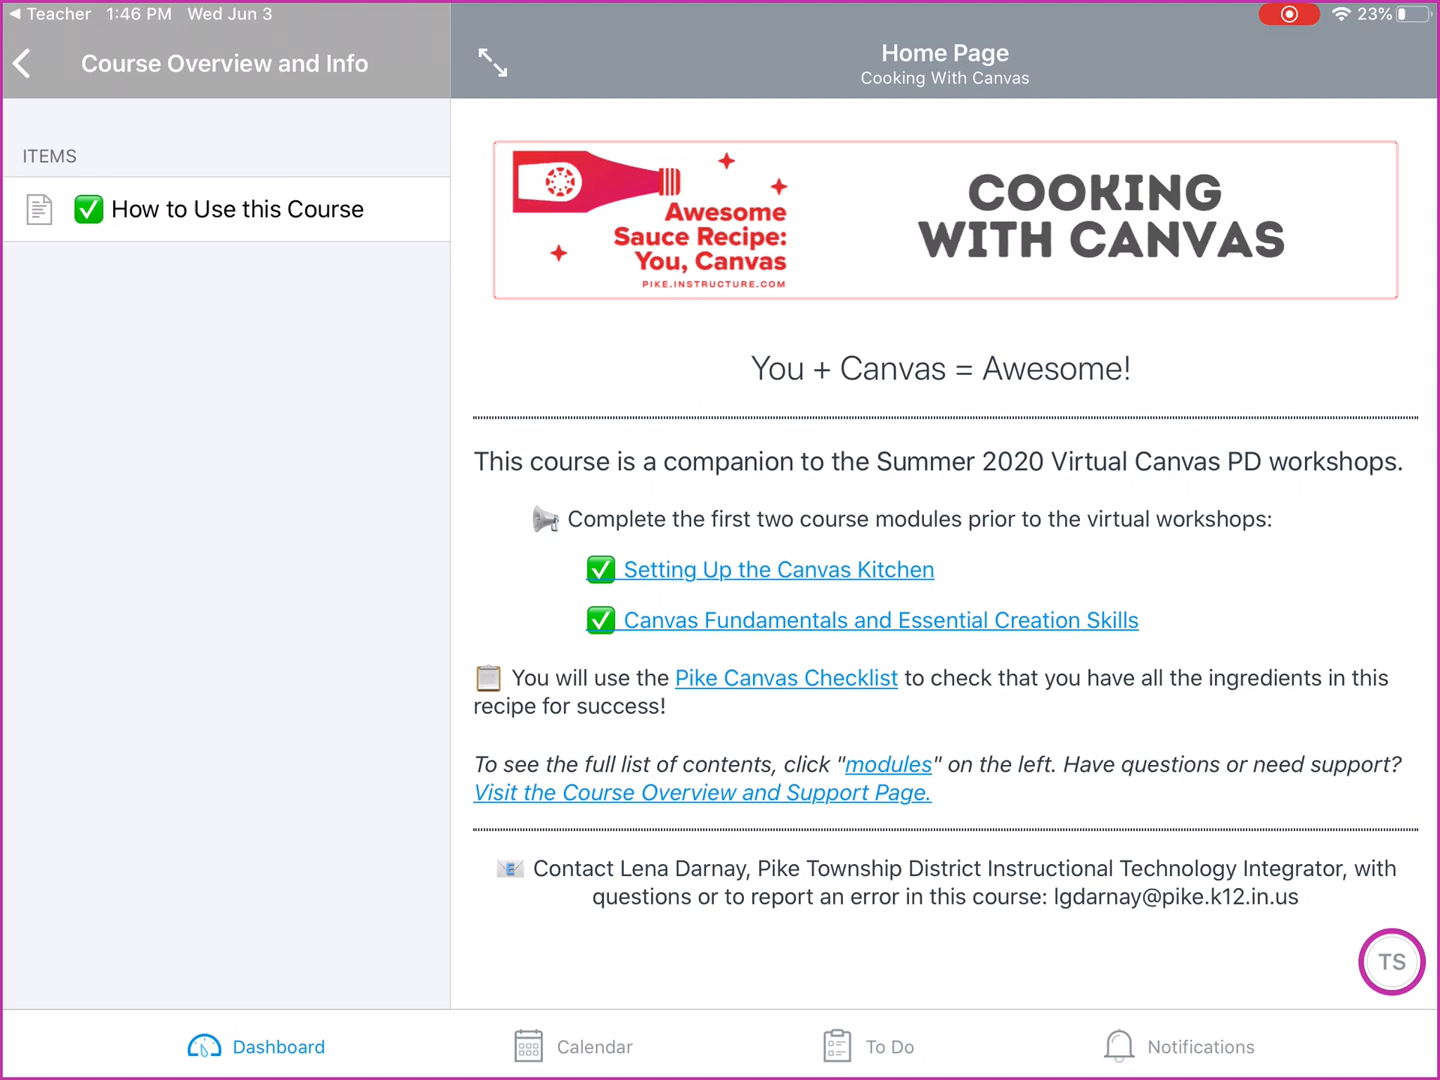 ◀ Teacher 1:46 PM Wed Jun 3
23%
Course Overview and Info
Home Page
Cooking With Canvas
ITEMS
✅ How to Use this Course
Awesome
Sauce Recipe:
You, Canvas
PIKE.INSTRUCTURE.COM
COOKING
WITH CANVAS
You + Canvas = Awesome!
This course is a companion to the Summer 2020 Virtual Canvas PD workshops.
📣 Complete the first two course modules prior to the virtual workshops:
✅ Setting Up the Canvas Kitchen
✅ Canvas Fundamentals and Essential Creation Skills
📋 You will use the Pike Canvas Checklist to check that you have all the ingredients in this
recipe for success!
To see the full list of contents, click "modules" on the left. Have questions or need support?
Visit the Course Overview and Support Page.
📧 Contact Lena Darnay, Pike Township District Instructional Technology Integrator, with
questions or to report an error in this course: lgdarnay@pike.k12.in.us
TS
Dashboard
Calendar
To Do
Notifications